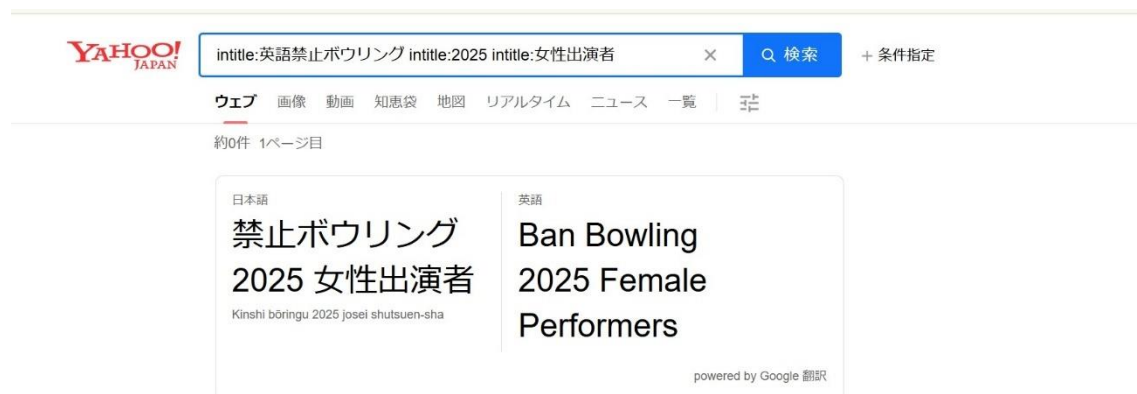 YAHOO!
JAPAN
intitle:英語禁止ボウリング intitle:2025 intitle:女性出演者 × 検索 + 条件指定
ウェブ 画像 動画 知恵袋 地図 リアルタイム ニュース 一覧
約0件 1ページ目
日本語
禁止ボウリング
2025 女性出演者
Kinshi bōringu 2025 josei shutsuen-sha
英語
Ban Bowling
2025 Female
Performers
powered by Google 翻訳